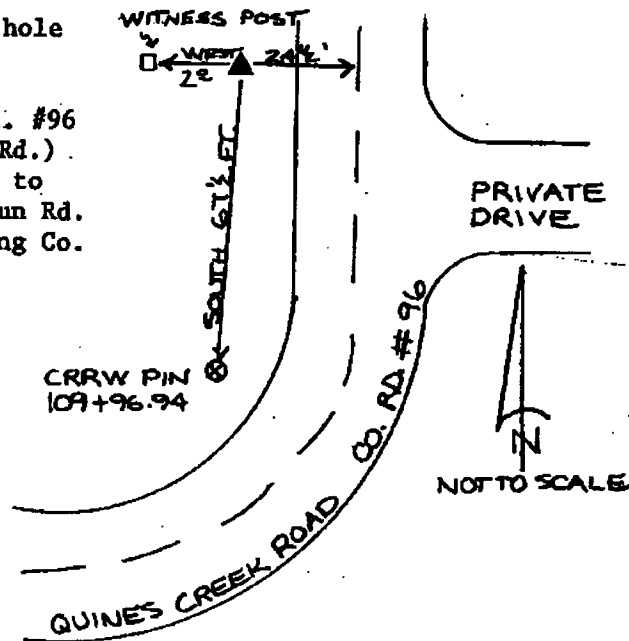 hole
#96
Rd.)
to
un Rd.
ng Co.
WITNESS POST
WEST
24½'
SOUTH 67½ FT.
PRIVATE
DRIVE
CRRW PIN
109+96.94
CO. RD. # 96
N
NOT TO SCALE
QUINES CREEK ROAD